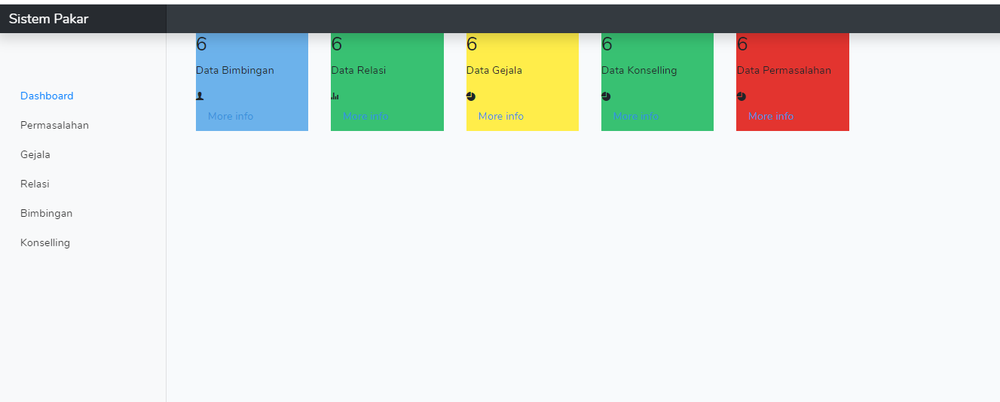 Sistem Pakar
Dashboard
Permasalahan
Gejala
Relasi
Bimbingan
Konselling
6
Data Bimbingan
More info
6
Data Relasi
More info
6
Data Gejala
More info
6
Data Konselling
More info
6
Data Permasalahan
More info